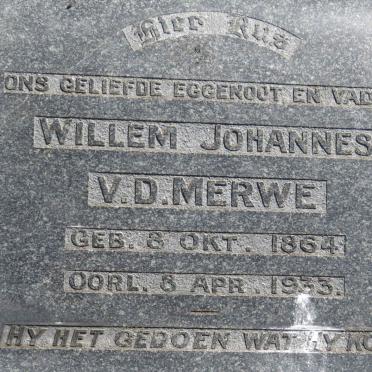 Hier Rus
ONS GELIEFDE EGGENOOT EN VAD
WILLEM JOHANNES
V.D. MERWE
GEB. 8 OKT. 1864
OORL. 8 APR. 1933.
HY HET GEDOEN WAT HY KO